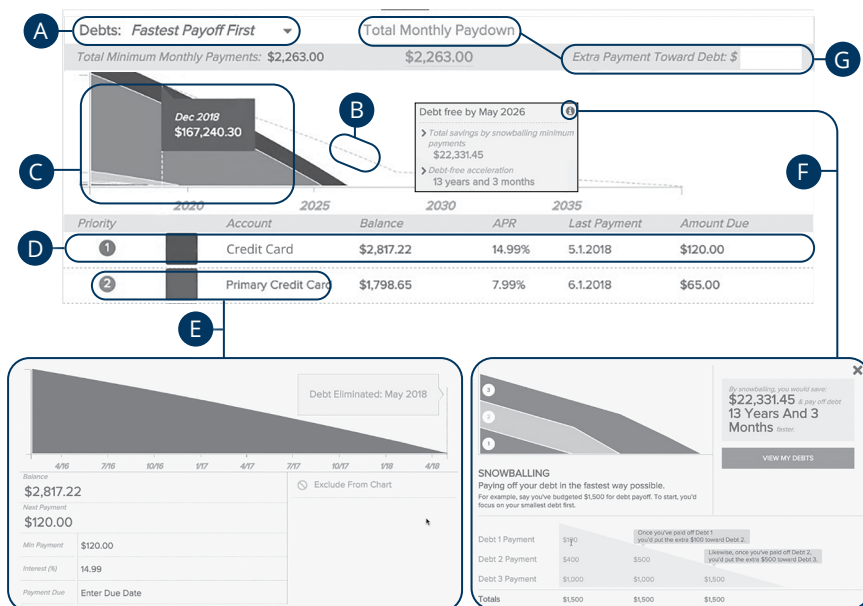 A
Debts: Fastest Payoff First
Total Monthly Paydown
Total Minimum Monthly Payments: $2,263.00
$2,263.00
Extra Payment Toward Debt: $
G
B
C
Dec 2018
$167,240.30
Debt free by May 2026
Total savings by snowballing minimum
payments
$22,331.45
Debt-free acceleration
13 years and 3 months
F
2020 2025 2030 2035
Priority Account Balance APR Last Payment Amount Due
D
1 Credit Card $2,817.22 14.99% 5.1.2018 $120.00
2 Primary Credit Card $1,798.65 7.99% 6.1.2018 $65.00
E
Debt Eliminated: May 2018
4/16 7/16 10/16 1/17 4/17 7/17 10/17 1/18 4/18
Balance
$2,817.22
Next Payment
$120.00
Min Payment $120.00
Interest (%) 14.99
Payment Due Enter Due Date
Exclude From Chart
3
2
1
By snowballing, you would save:
$22,331.45 & pay off debt
13 Years And 3
Months faster.
VIEW MY DEBTS
SNOWBALLING
Paying off your debt in the fastest way possible.
For example, say you've budgeted $1,500 for debt payoff. To start, you'd
focus on your smallest debt first.
Once you've paid off Debt 1
you'd put the extra $100 toward Debt 2.
Debt 1 Payment
Likewise, once you've paid off Debt 2,
you'd put the extra $500 toward Debt 3.
Debt 2 Payment $400 $500
Debt 3 Payment $1,000 $1,000 $1,500
Totals $1,500 $1,500 $1,500